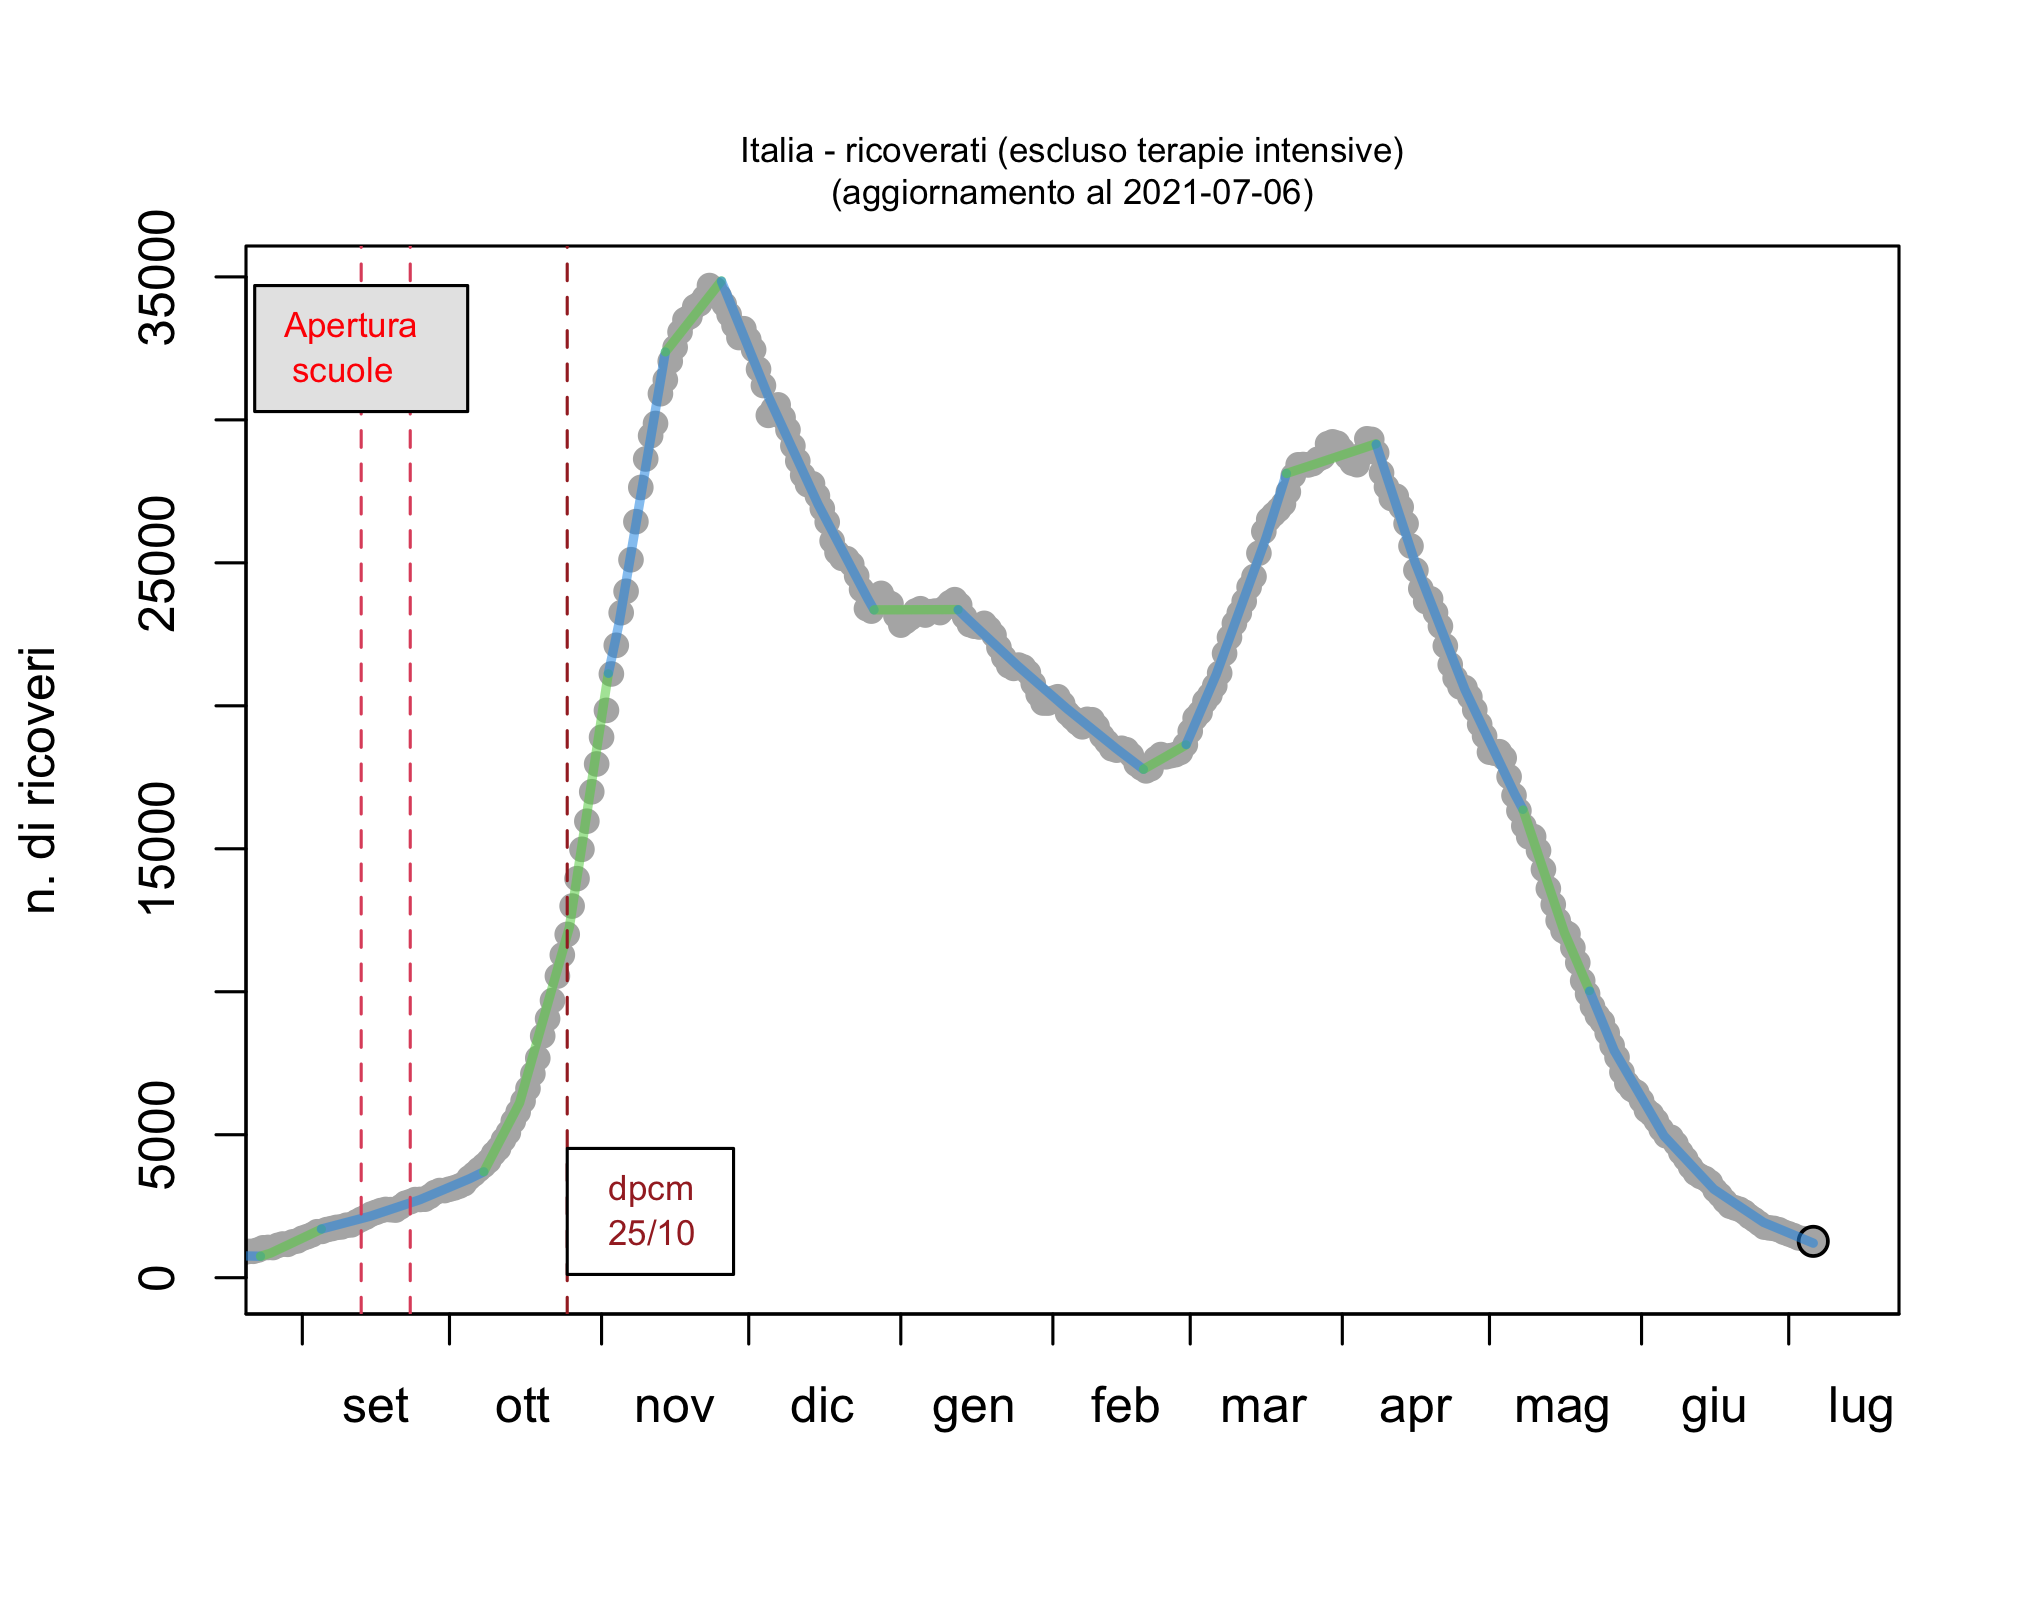 Italia - ricoverati (escluso terapie intensive)
(aggiornamento al 2021-07-06)
n. di ricoveri
35000
25000
15000
5000
0
Apertura
scuole
dpcm
25/10
set ott nov dic gen feb mar apr mag giu lug